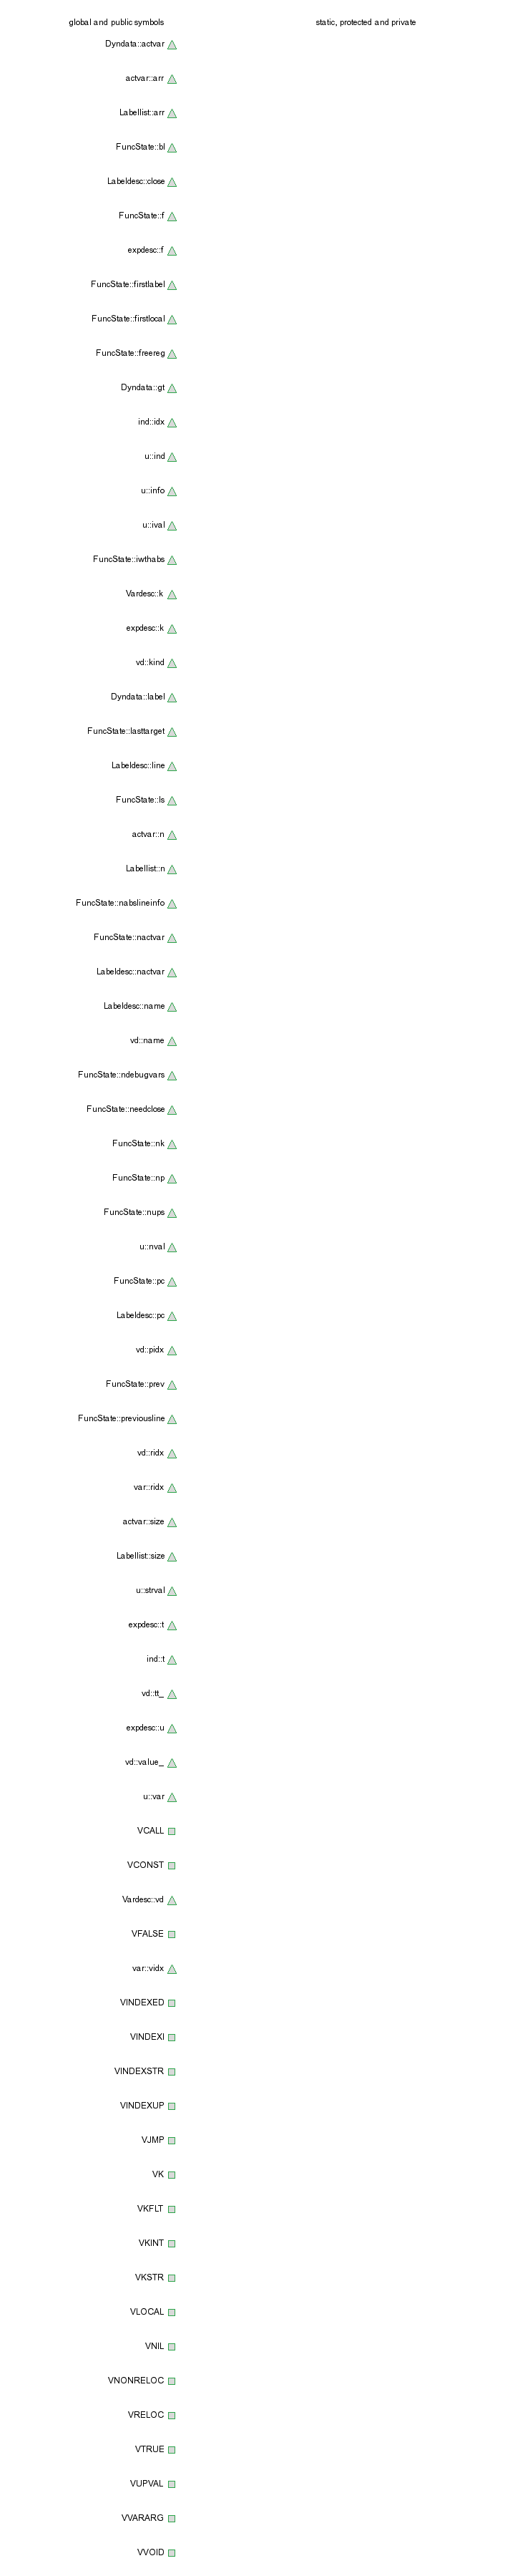 global and public symbols
static, protected and private
Dyndata::actvar
actvar::arr
Labellist::arr
FuncState::bl
Labeldesc::close
FuncState::f
expdesc::f
FuncState::firstlabel
FuncState::firstlocal
FuncState::freereg
Dyndata::gt
ind::idx
u::ind
u::info
u::ival
FuncState::iwthabs
Vardesc::k
expdesc::k
vd::kind
Dyndata::label
FuncState::lasttarget
Labeldesc::line
FuncState::ls
actvar::n
Labellist::n
FuncState::nabslineinfo
FuncState::nactvar
Labeldesc::nactvar
Labeldesc::name
vd::name
FuncState::ndebugvars
FuncState::needclose
FuncState::nk
FuncState::np
FuncState::nups
u::nval
FuncState::pc
Labeldesc::pc
vd::pidx
FuncState::prev
FuncState::previousline
vd::ridx
var::ridx
actvar::size
Labellist::size
u::strval
expdesc::t
ind::t
vd::tt_
expdesc::u
vd::value_
u::var
VCALL
VCONST
Vardesc::vd
VFALSE
var::vidx
VINDEXED
VINDEXI
VINDEXSTR
VINDEXUP
VJMP
VK
VKFLT
VKINT
VKSTR
VLOCAL
VNIL
VNONRELOC
VRELOC
VTRUE
VUPVAL
VVARARG
VVOID